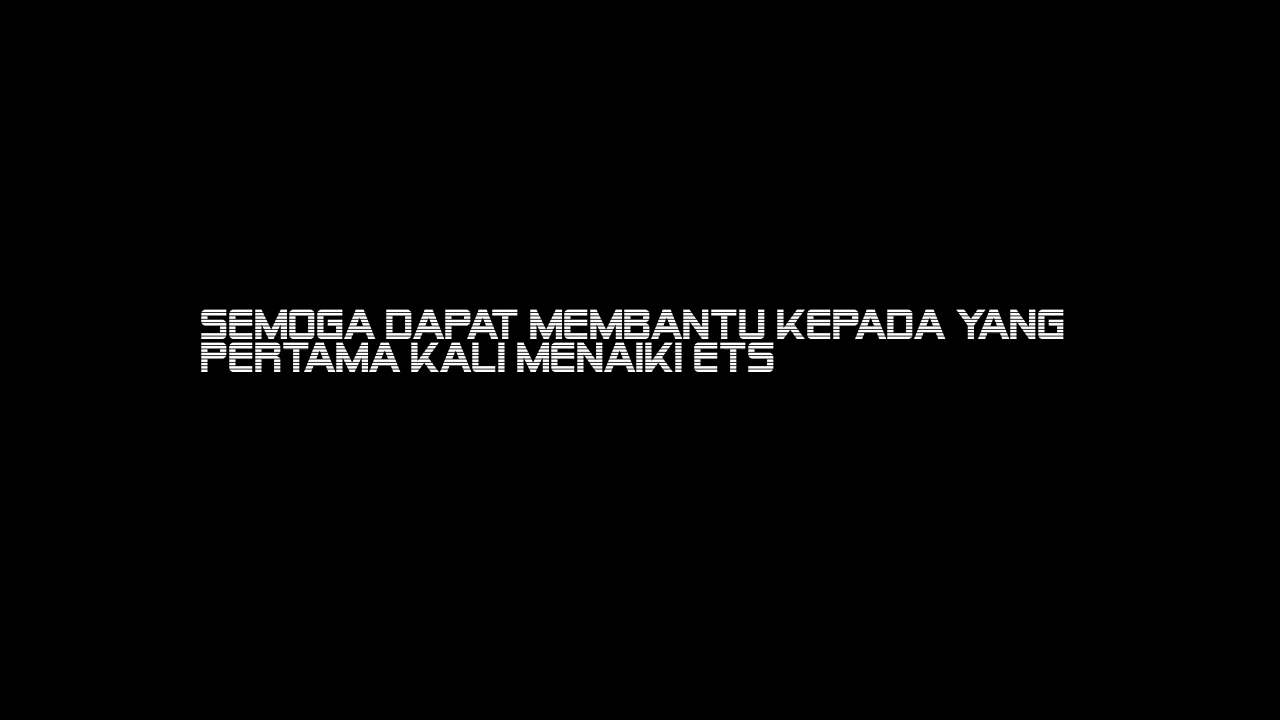 SEMOGA DAPAT MEMBANTU KEPADA YANG
PERTAMA KALI MENAIKI ETS